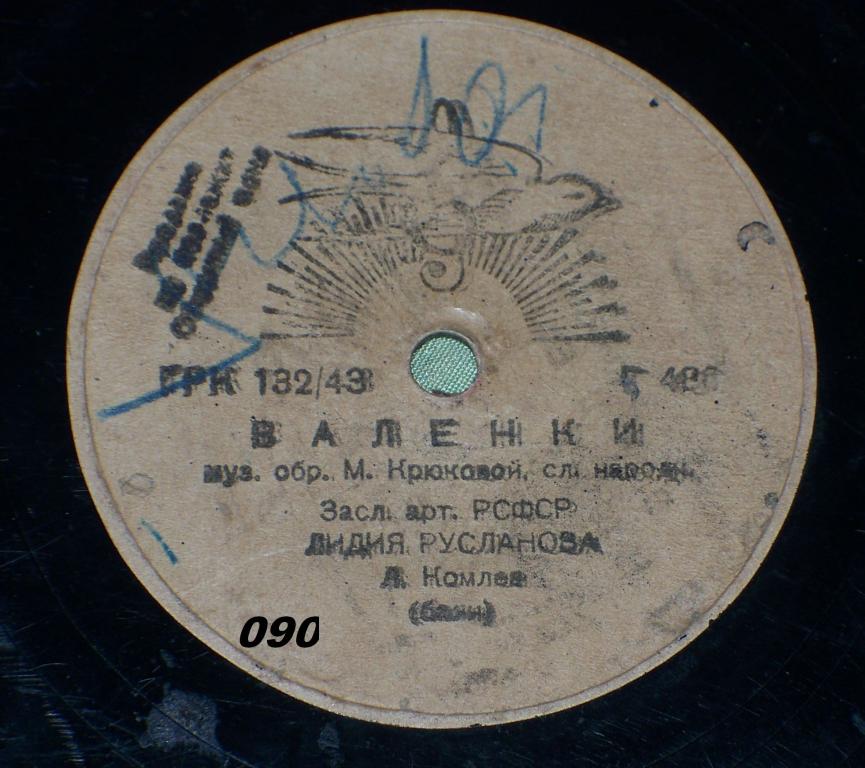 ГРК 132/43
Г
ВАЛЕНКИ
муз. обр. М. Крюковой, сл. народн.
Засл. арт. РСФСР
ЛИДИЯ РУСЛАНОВА
Л. Комлев
(баян)
090